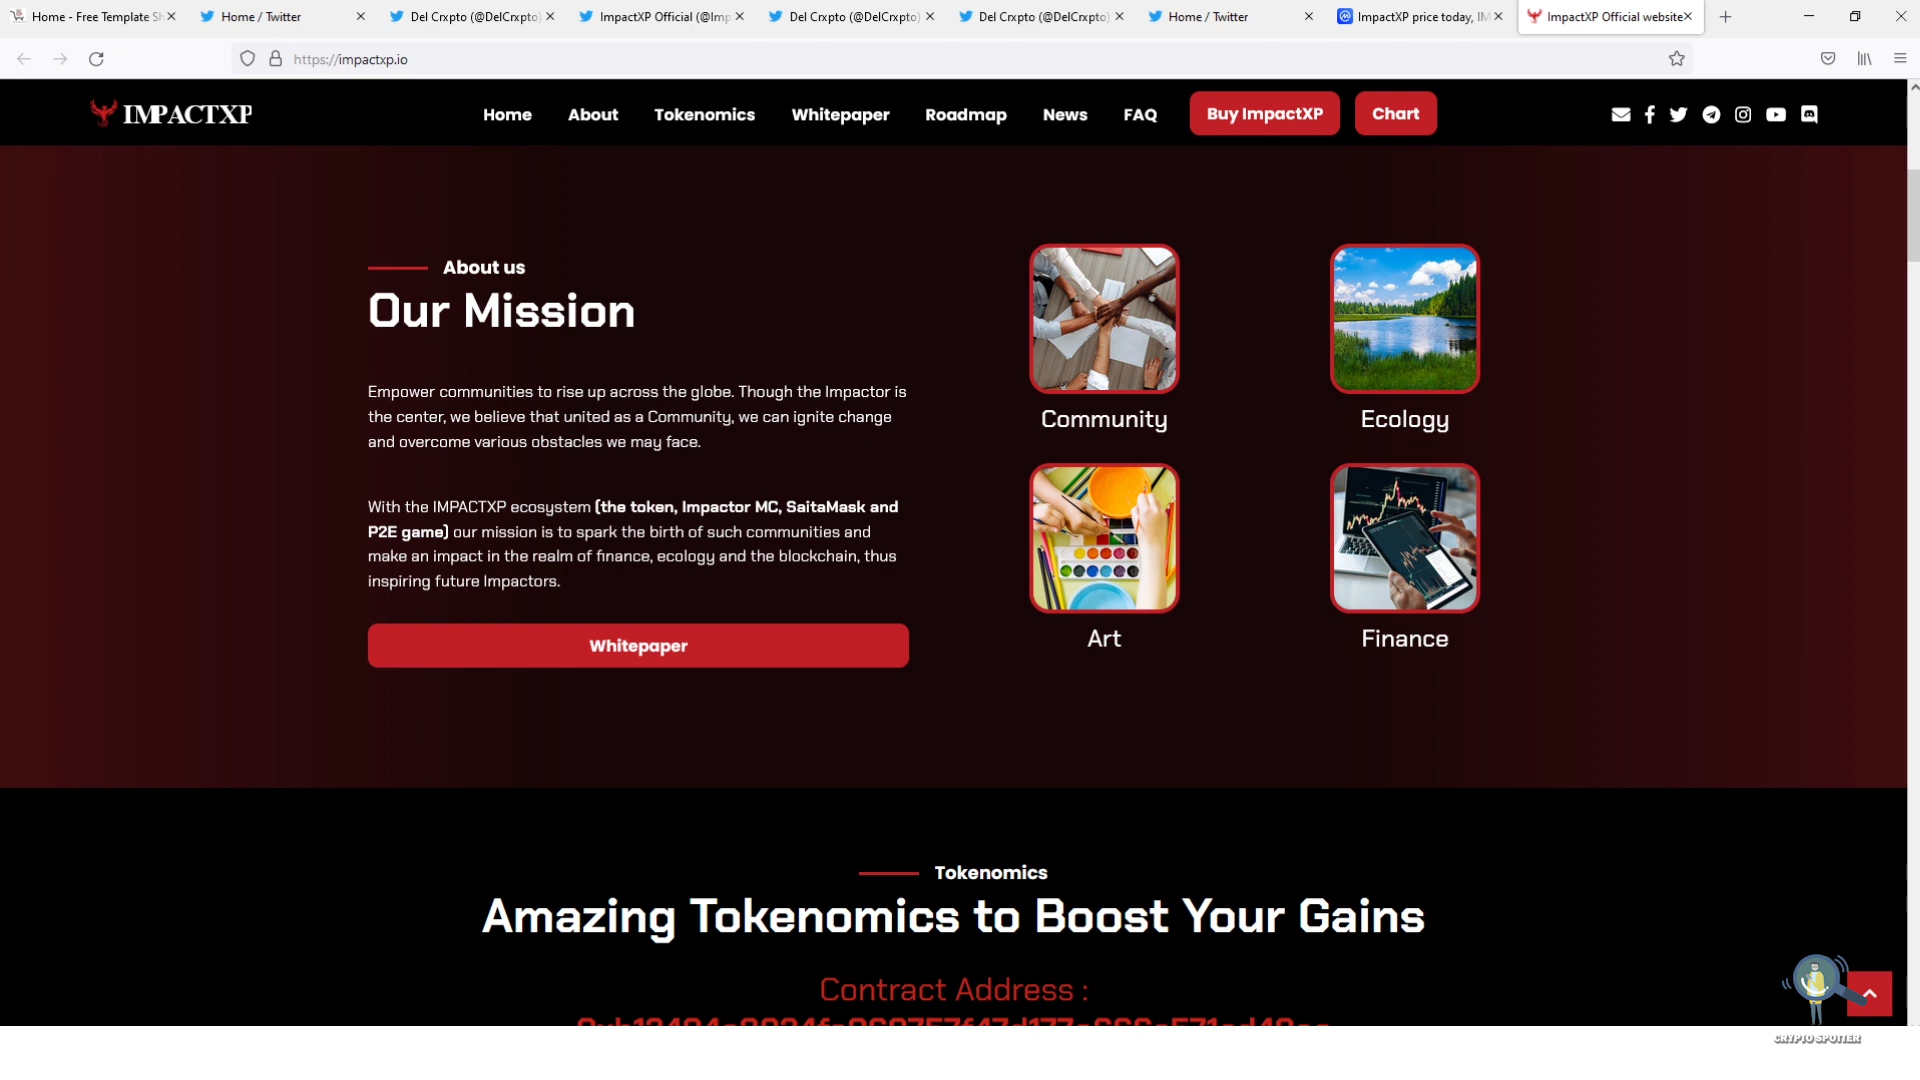 Home - Free Template Sh
Home / Twitter
Del Crxpto (@DelCrxpto)
ImpactXP Official (@Imp
Del Crxpto (@DelCrxpto)
Del Crxpto (@DelCrxpto)
Home / Twitter
ImpactXP price today, IM
ImpactXP Official website
https://impactxp.io
IMPACTXP
Home
About
Tokenomics
Whitepaper
Roadmap
News
FAQ
Buy ImpactXP
Chart
About us
Our Mission
Empower communities to rise up across the globe. Though the Impactor is
the center, we believe that united as a Community, we can ignite change
and overcome various obstacles we may face.
With the IMPACTXP ecosystem (the token, Impactor MC, SaitaMask and
P2E game) our mission is to spark the birth of such communities and
make an impact in the realm of finance, ecology and the blockchain, thus
inspiring future Impactors.
Whitepaper
Community
Ecology
Art
Finance
Tokenomics
Amazing Tokenomics to Boost Your Gains
Contract Address :
CRYPTO SPOTTER